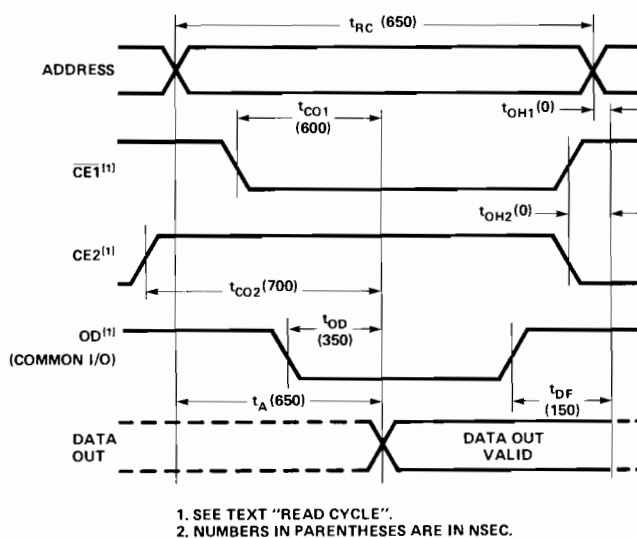 tRC (650)
ADDRESS
tCO1
(600)
tOH1(0)
CE1[1]
tOH2(0)
CE2[1]
tCO2(700)
OD[1]
(COMMON I/O)
tOD
(350)
tA(650)
tDF
(150)
DATA
OUT
DATA OUT
VALID
1. SEE TEXT "READ CYCLE".
2. NUMBERS IN PARENTHESES ARE IN NSEC.